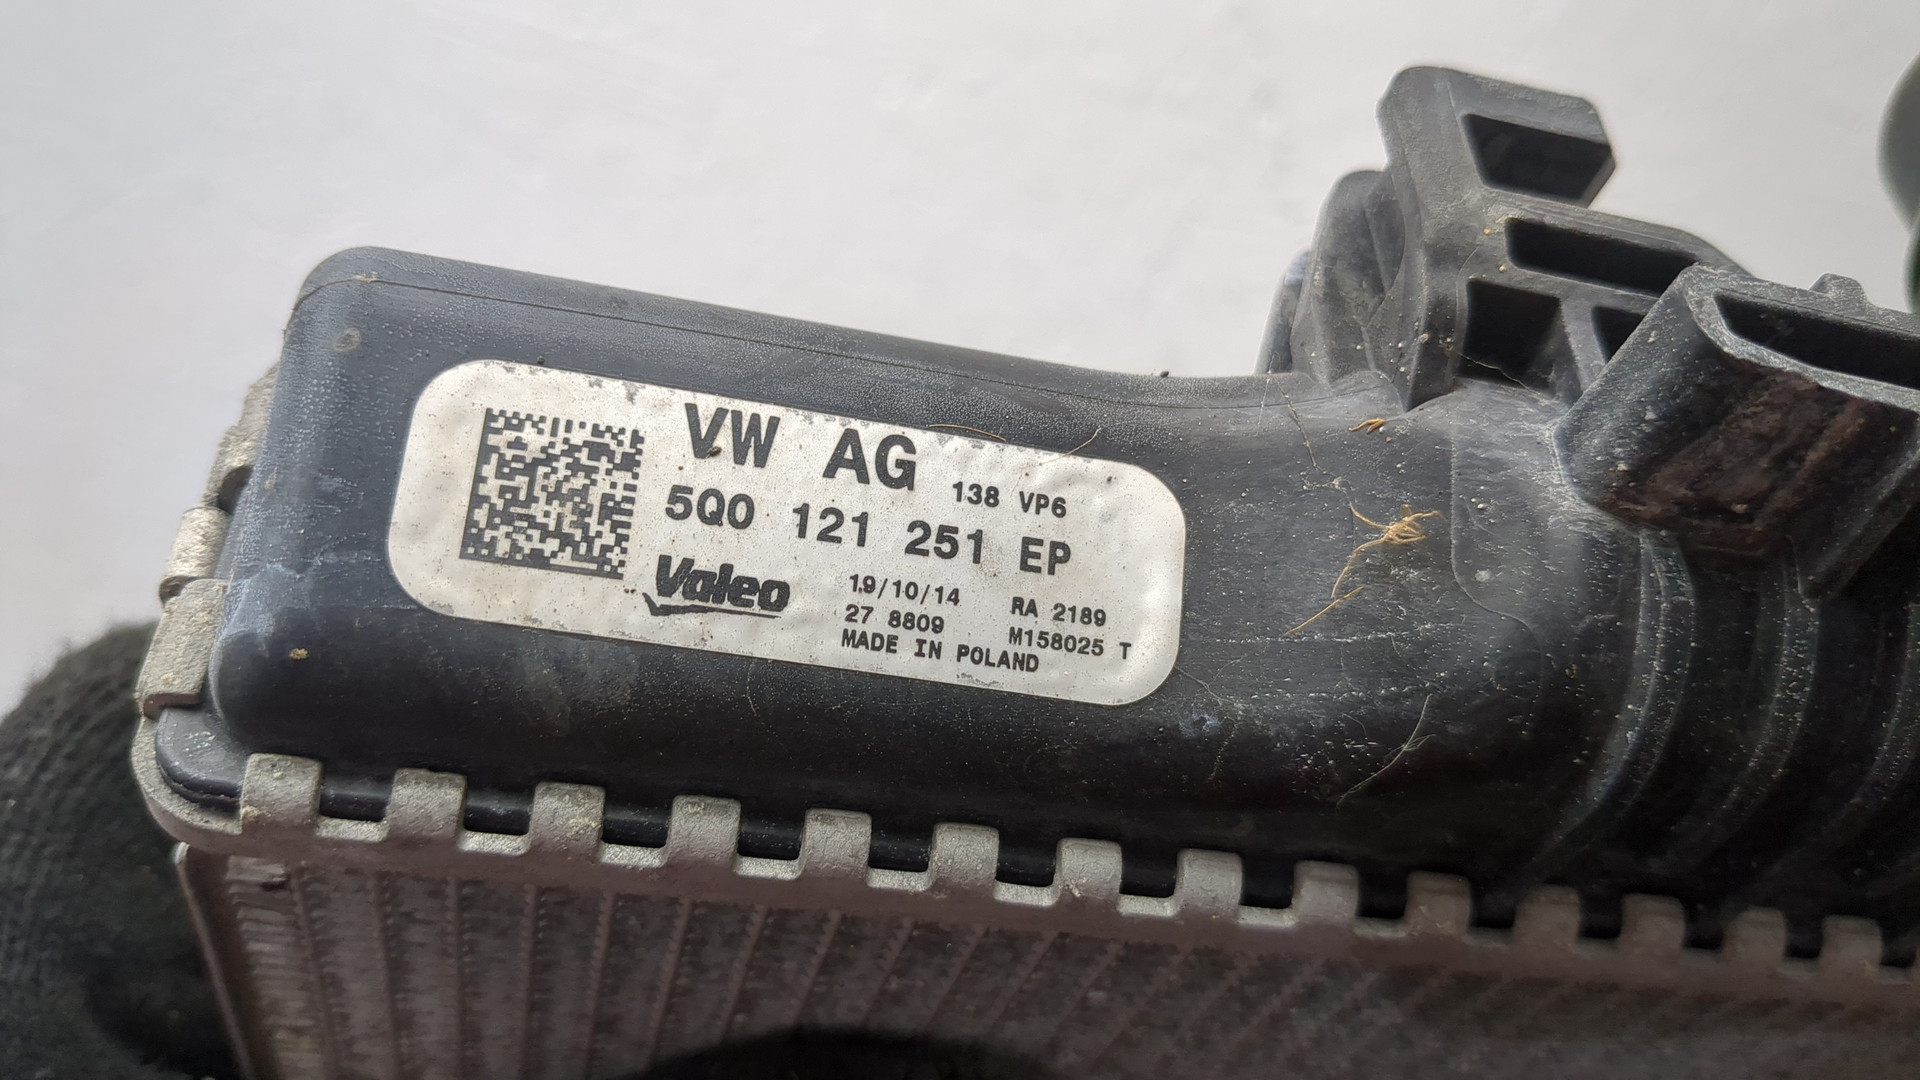 VW AG 138 VP6
5Q0 121 251 EP
Valeo
19/10/14 RA 2189
27 8809 M158025 T
MADE IN POLAND